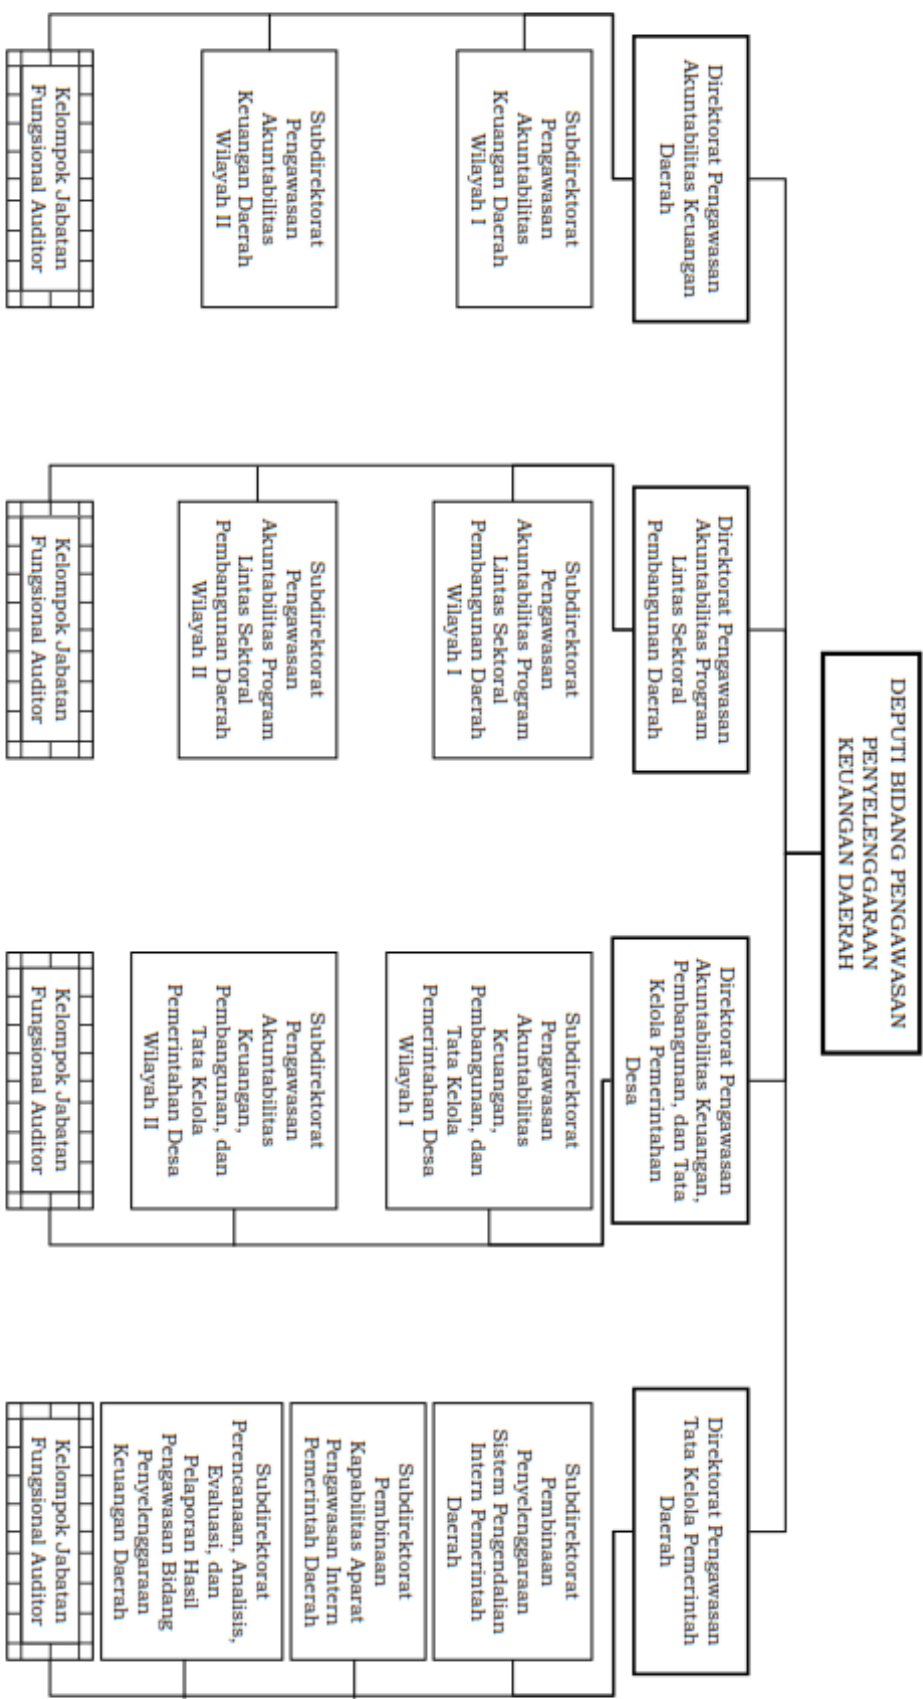 DEPUTI BIDANG PENGAWASAN
PENYELENGGARAAN
KEUANGAN DAERAH
Direktorat Pengawasan
Akuntabilitas Keuangan
Daerah
Direktorat Pengawasan
Akuntabilitas Program
Lintas Sektoral
Pembangunan Daerah
Direktorat Pengawasan
Akuntabilitas Keuangan,
Pembangunan, dan Tata
Kelola Pemerintahan
Desa
Direktorat Pengawasan
Tata Kelola Pemerintah
Daerah
Subdirektorat
Pengawasan
Akuntabilitas
Keuangan Daerah
Wilayah I
Subdirektorat
Pengawasan
Akuntabilitas Program
Lintas Sektoral
Pembangunan Daerah
Wilayah I
Subdirektorat
Pengawasan
Akuntabilitas
Keuangan,
Pembangunan, dan
Tata Kelola
Pemerintahan Desa
Wilayah I
Subdirektorat
Pembinaan
Penyelenggaraan
Sistem Pengendalian
Intern Pemerintah
Daerah
Subdirektorat
Pengawasan
Akuntabilitas
Keuangan Daerah
Wilayah II
Subdirektorat
Pengawasan
Akuntabilitas Program
Lintas Sektoral
Pembangunan Daerah
Wilayah II
Subdirektorat
Pengawasan
Akuntabilitas
Keuangan,
Pembangunan, dan
Tata Kelola
Pemerintahan Desa
Wilayah II
Subdirektorat
Pembinaan
Kapabilitas Aparat
Pengawasan Intern
Pemerintah Daerah
Subdirektorat
Perencanaan, Analisis,
Evaluasi, dan
Pelaporan Hasil
Pengawasan Bidang
Penyelenggaraan
Keuangan Daerah
Kelompok Jabatan
Fungsional Auditor
Kelompok Jabatan
Fungsional Auditor
Kelompok Jabatan
Fungsional Auditor
Kelompok Jabatan
Fungsional Auditor